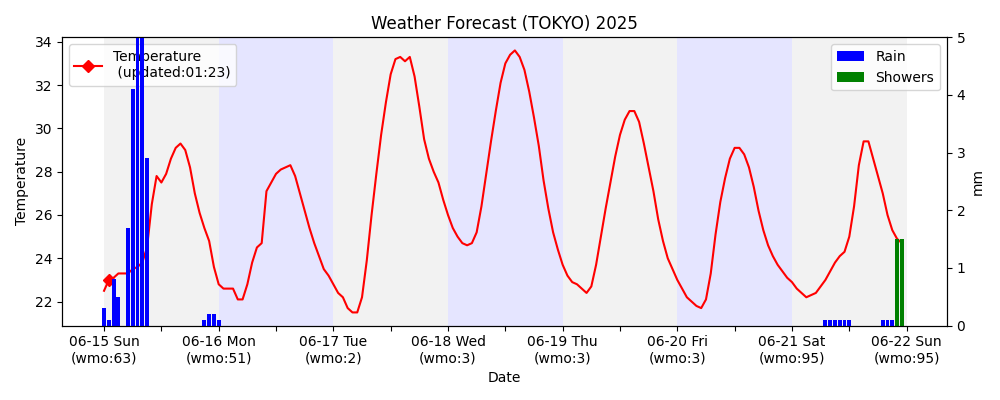 Weather Forecast (TOKYO) 2025
Temperature
(updated:01:23)
Rain
Showers
Temperature
34
32
30
28
26
24
22
5
4
3
2
1
0
mm
06-15 Sun
(wmo:63)
06-16 Mon
(wmo:51)
06-17 Tue
(wmo:2)
06-18 Wed
(wmo:3)
06-19 Thu
(wmo:3)
06-20 Fri
(wmo:3)
06-21 Sat
(wmo:95)
06-22 Sun
(wmo:95)
Date